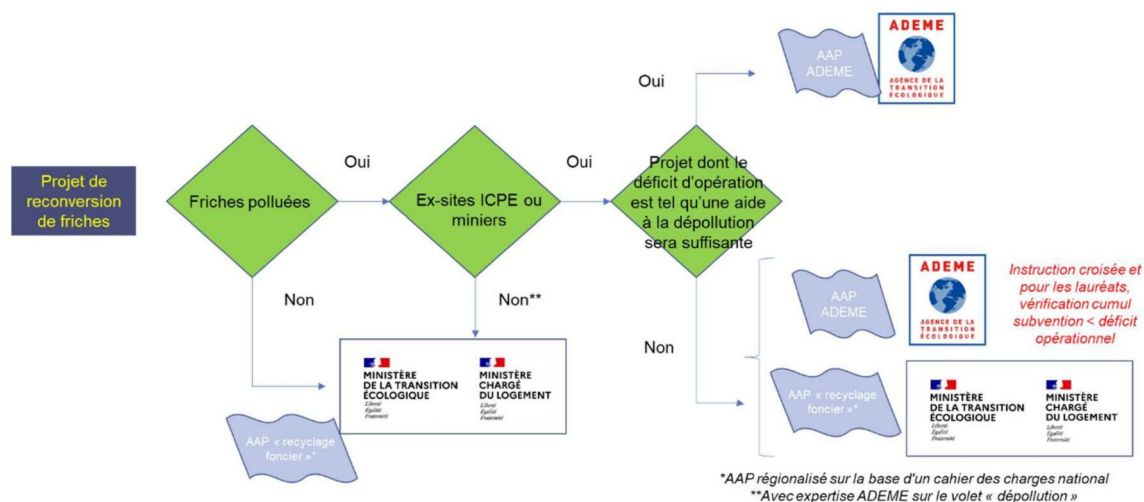 Projet de
reconversion
de friches
Friches polluées
Oui
Non
Ex-sites ICPE ou
miniers
Oui
Non**
Projet dont le
déficit d'opération
est tel qu'une aide
à la dépollution
sera suffisante
Oui
Non
AAP
ADEME
ADEME
AGENCE DE LA
TRANSITION
ÉCOLOGIQUE
MINISTÈRE
DE LA TRANSITION
ÉCOLOGIQUE
Liberté
Égalité
Fraternité
MINISTÈRE
CHARGÉ
DU LOGEMENT
Liberté
Égalité
Fraternité
AAP « recyclage
foncier »*
AAP
ADEME
ADEME
AGENCE DE LA
TRANSITION
ÉCOLOGIQUE
Instruction croisée et
pour les lauréats,
vérification cumul
subvention < déficit
opérationnel
AAP « recyclage
foncier »*
MINISTÈRE
DE LA TRANSITION
ÉCOLOGIQUE
Liberté
Égalité
Fraternité
MINISTÈRE
CHARGÉ
DU LOGEMENT
Liberté
Égalité
Fraternité
*AAP régionalisé sur la base d'un cahier des charges national
**Avec expertise ADEME sur le volet « dépollution »